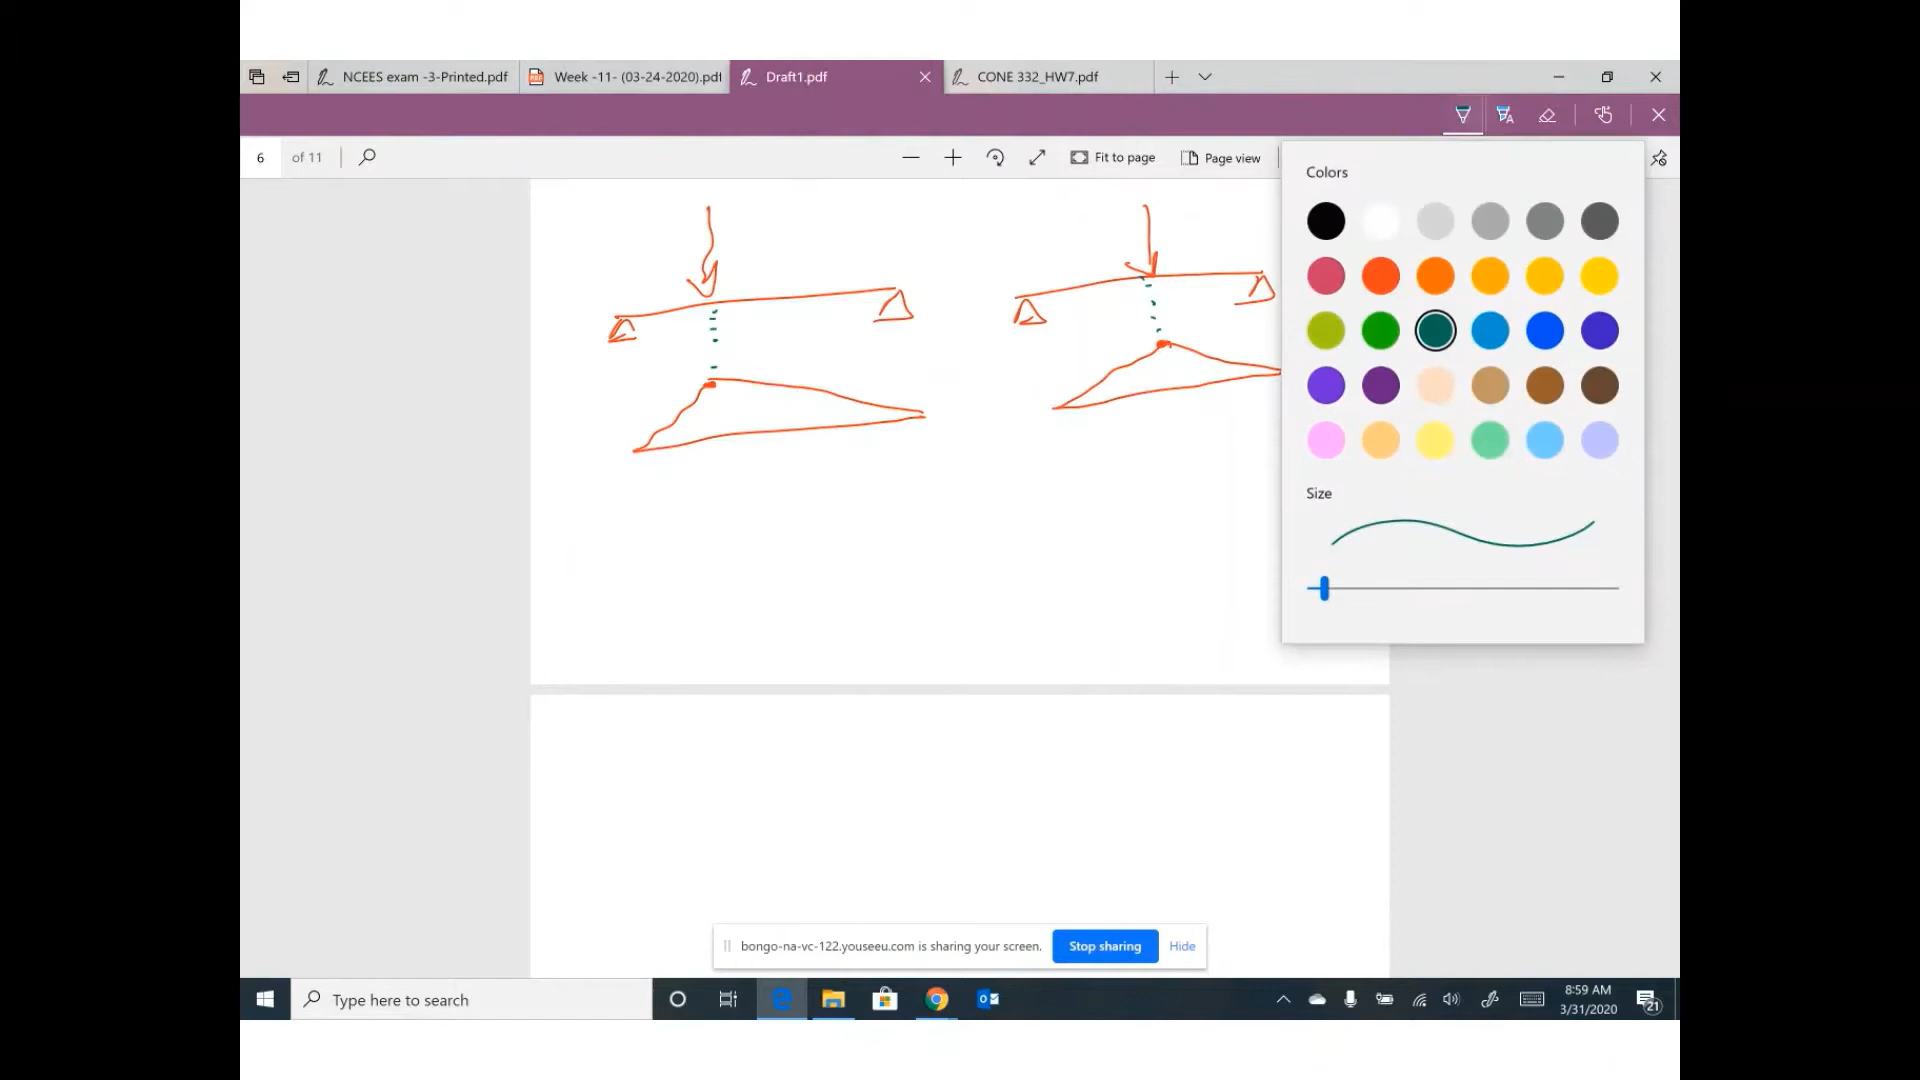 NCEES exam -3-Printed.pdf
Week -11- (03-24-2020).pdf
Draft1.pdf
CONE 332_HW7.pdf
6 of 11
Fit to page
Page view
Colors
Size
bongo-na-vc-122.youseeu.com is sharing your screen.
Stop sharing
Hide
Type here to search
8:59 AM
3/31/2020
21